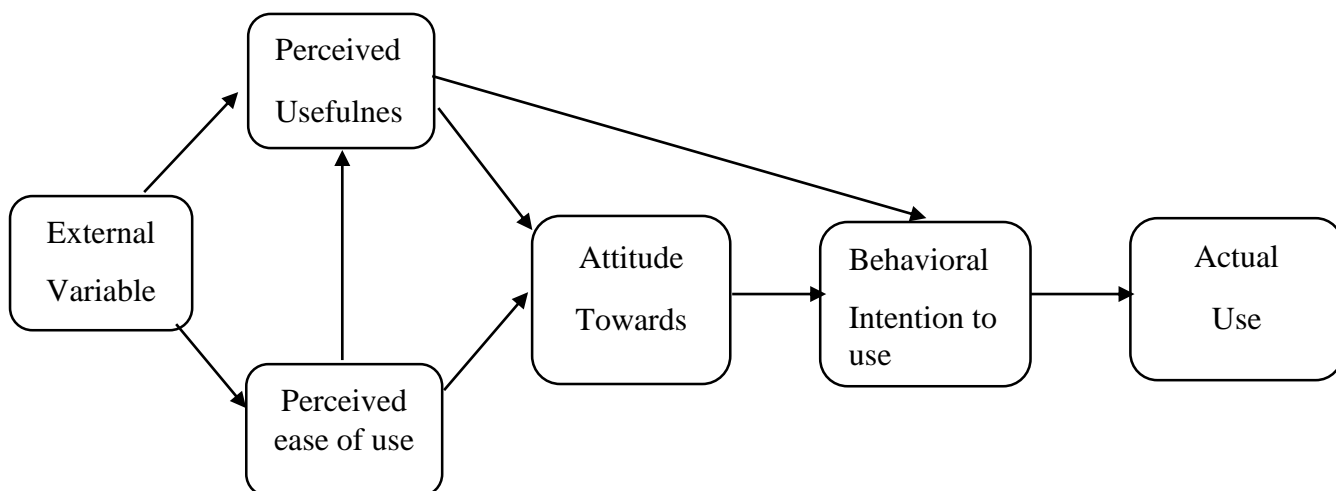 Perceived
Usefulnes
External
Variable
Attitude
Towards
Behavioral
Intention to
use
Actual
Use
Perceived
ease of use